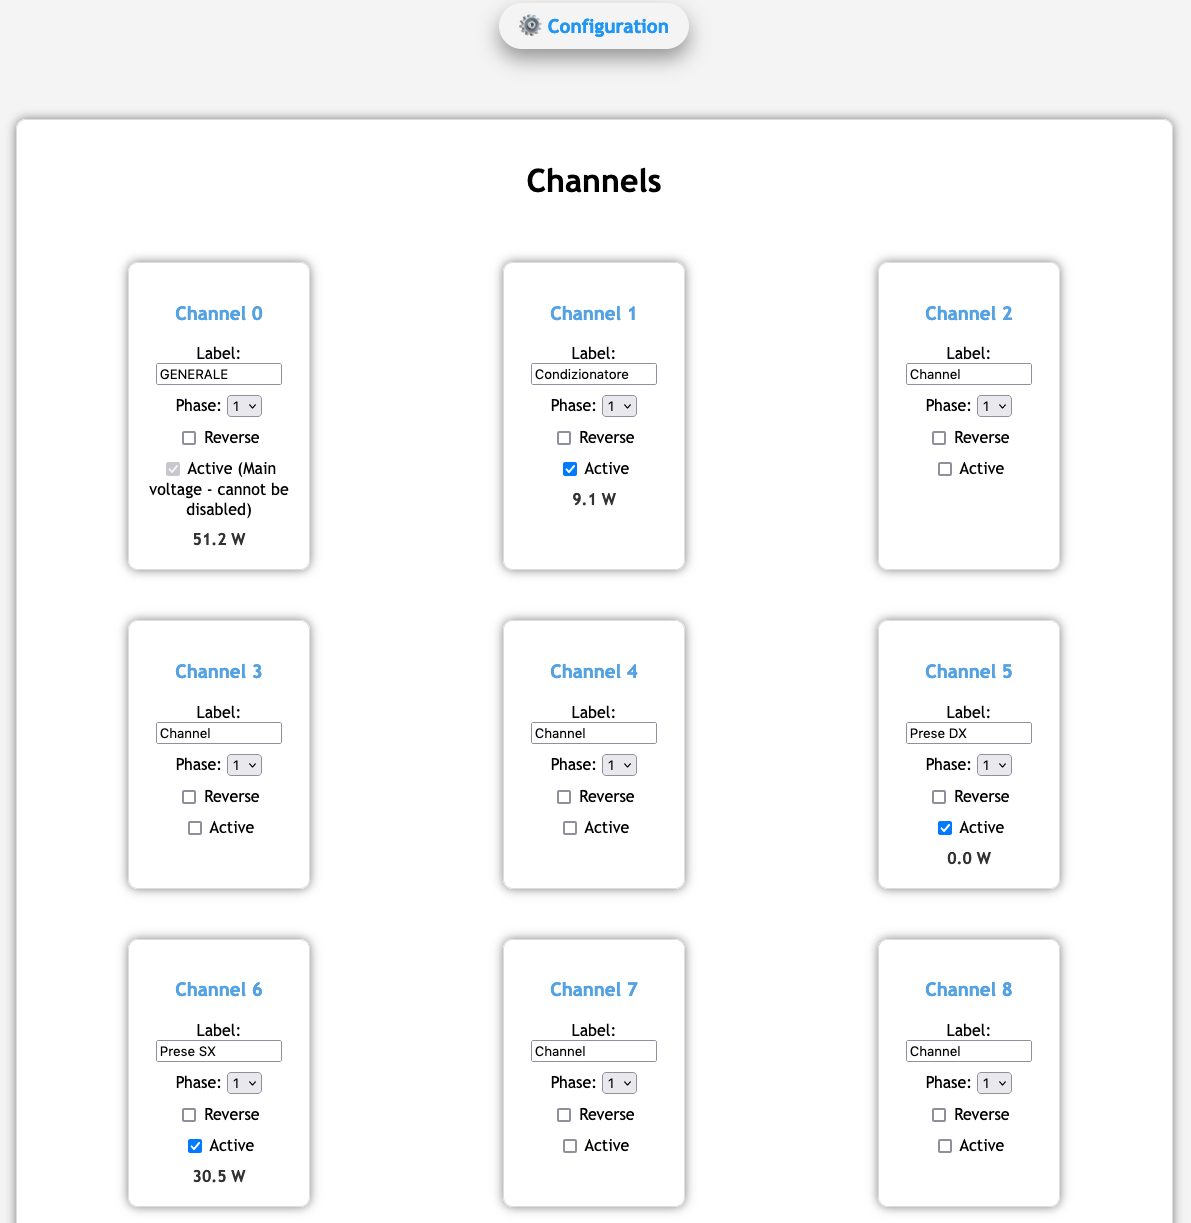 ⚙️ Configuration
Channels
Channel 0
Label:
GENERALE
Phase: 1
Reverse
Active (Main
voltage - cannot be
disabled)
51.2 W
Channel 1
Label:
Condizionatore
Phase: 1
Reverse
Active
9.1 W
Channel 2
Label:
Channel
Phase: 1
Reverse
Active
Channel 3
Label:
Channel
Phase: 1
Reverse
Active
Channel 4
Label:
Channel
Phase: 1
Reverse
Active
Channel 5
Label:
Prese DX
Phase: 1
Reverse
Active
0.0 W
Channel 6
Label:
Prese SX
Phase: 1
Reverse
Active
30.5 W
Channel 7
Label:
Channel
Phase: 1
Reverse
Active
Channel 8
Label:
Channel
Phase: 1
Reverse
Active